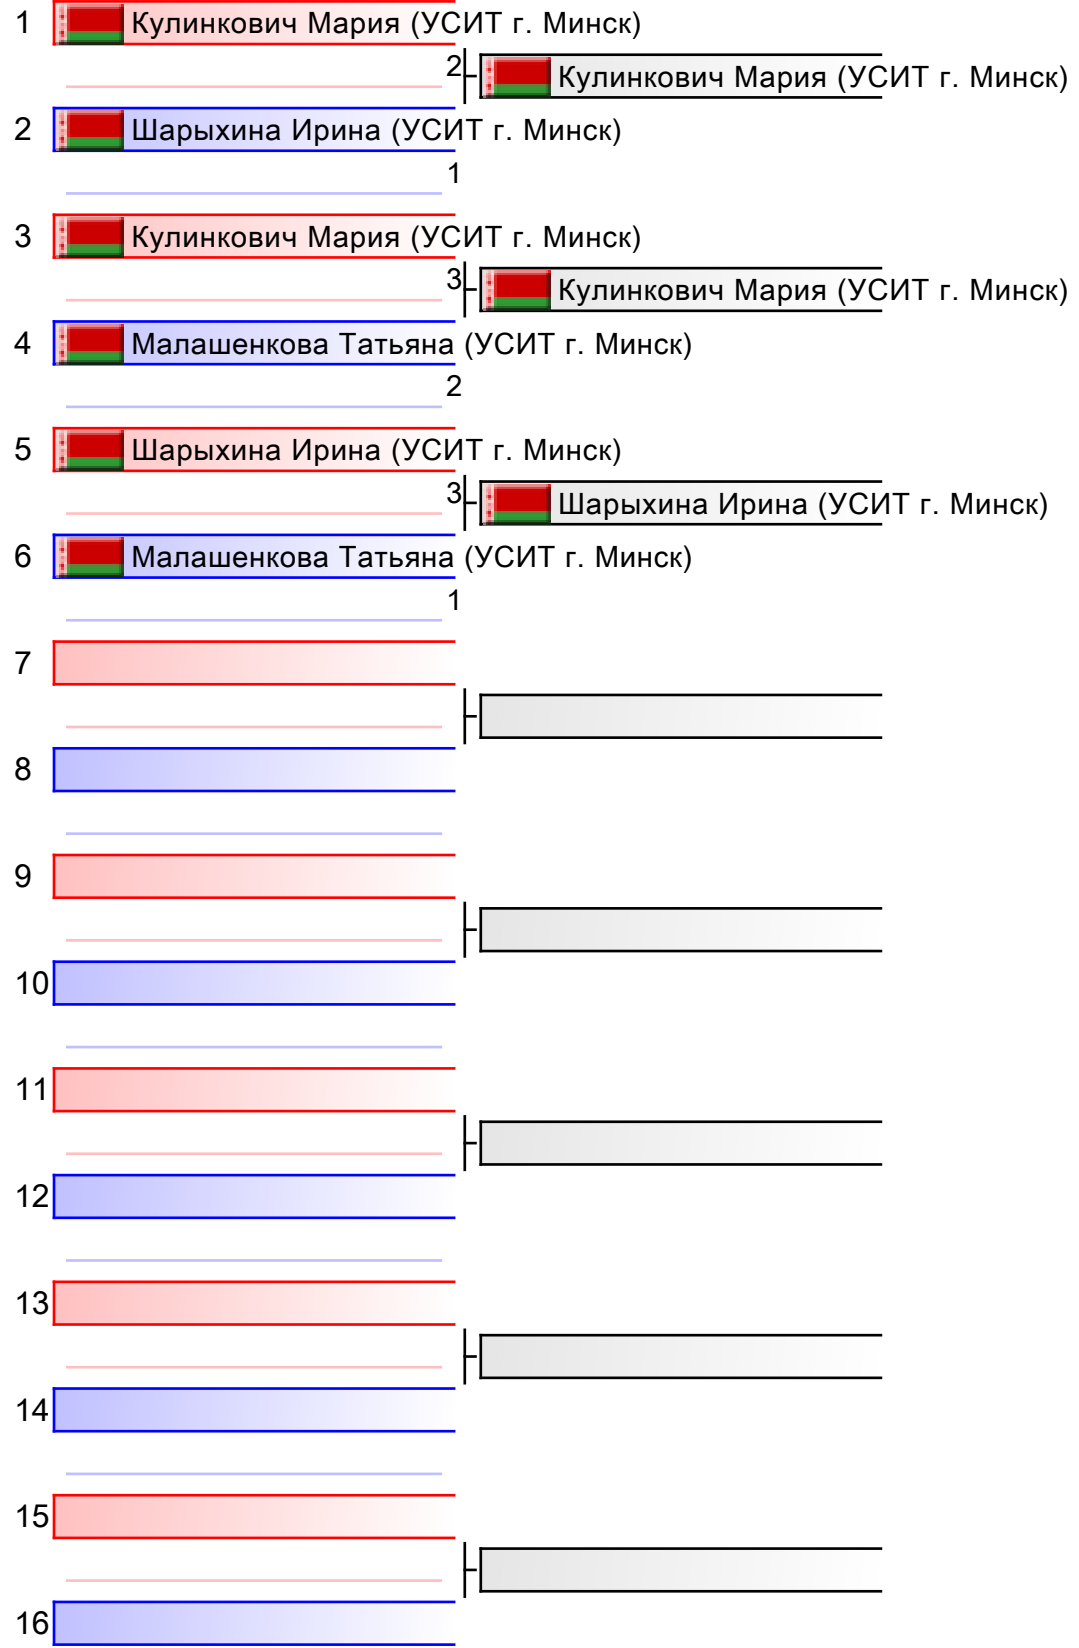 1 Кулинкович Мария (УСИТ г. Минск)
2 Кулинкович Мария (УСИТ г. Минск)
2 Шарыхина Ирина (УСИТ г. Минск)
1
3 Кулинкович Мария (УСИТ г. Минск)
3 Кулинкович Мария (УСИТ г. Минск)
4 Малашенкова Татьяна (УСИТ г. Минск)
2
5 Шарыхина Ирина (УСИТ г. Минск)
3 Шарыхина Ирина (УСИТ г. Минск)
6 Малашенкова Татьяна (УСИТ г. Минск)
1
7
8
9
10
11
12
13
14
15
16